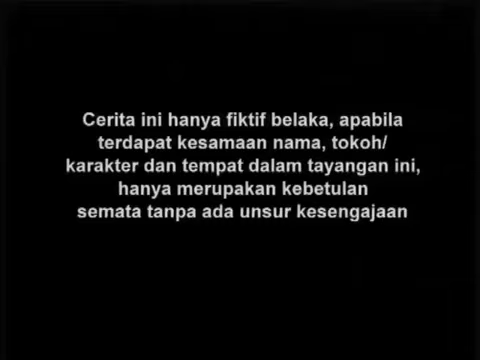 Cerita ini hanya fiktif belaka, apabila
terdapat kesamaan nama, tokoh/
karakter dan tempat dalam tayangan ini,
hanya merupakan kebetulan
semata tanpa ada unsur kesengajaan